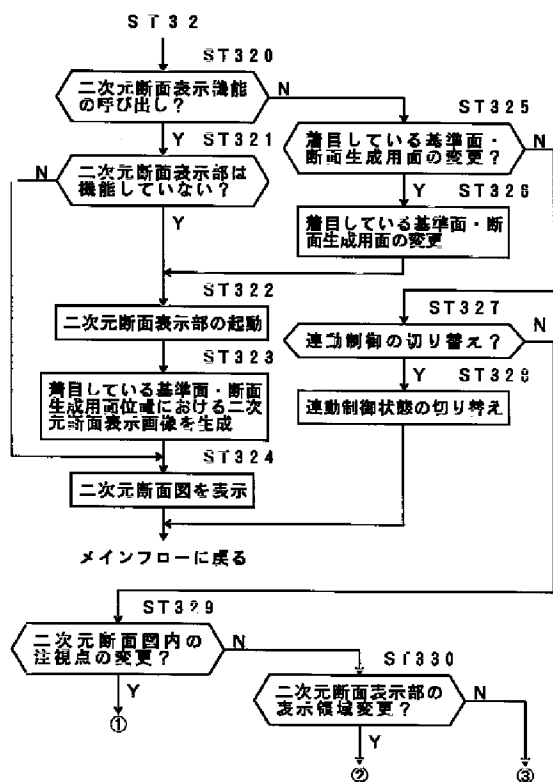 ST32
ST320
二次元断面表示機能
の呼び出し？
N
Y
ST321
二次元断面表示部は
機能していない？
N
Y
ST325
着目している基準面・
断面生成用面の変更？
N
Y
ST326
着目している基準面・断
面生成用面の変更
ST322
二次元断面表示部の起動
ST323
着目している基準面・断面
生成用面位置における二次
元断面表示画像を生成
ST324
二次元断面図を表示
メインフローに戻る
ST327
連動制御の切り替え？
N
Y
ST328
連動制御状態の切り替え
ST329
二次元断面図内の
注視点の変更？
N
Y
①
ST330
二次元断面表示部の
表示領域変更？
N
Y
②
③